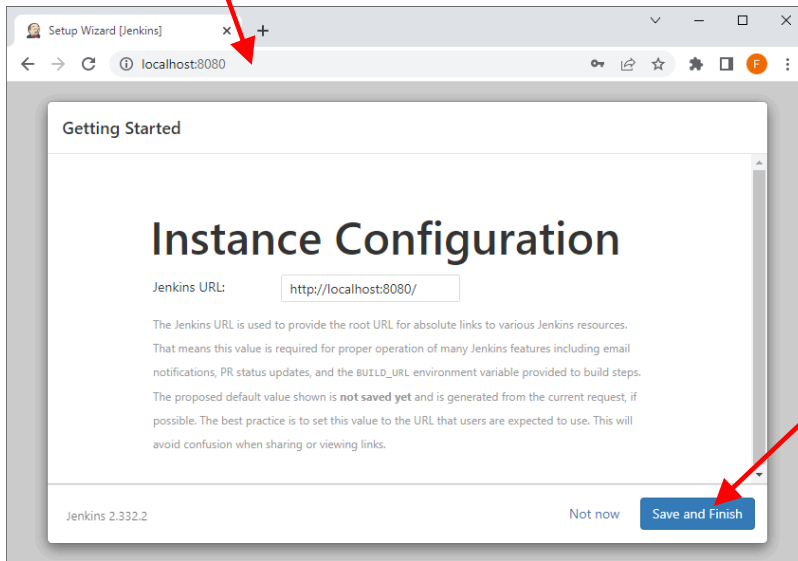 Setup Wizard [Jenkins]
localhost:8080
F
Getting Started
Instance Configuration
Jenkins URL:
http://localhost:8080/
The Jenkins URL is used to provide the root URL for absolute links to various Jenkins resources.
That means this value is required for proper operation of many Jenkins features including email
notifications, PR status updates, and the BUILD_URL environment variable provided to build steps.
The proposed default value shown is not saved yet and is generated from the current request, if
possible. The best practice is to set this value to the URL that users are expected to use. This will
avoid confusion when sharing or viewing links.
Jenkins 2.332.2
Not now
Save and Finish